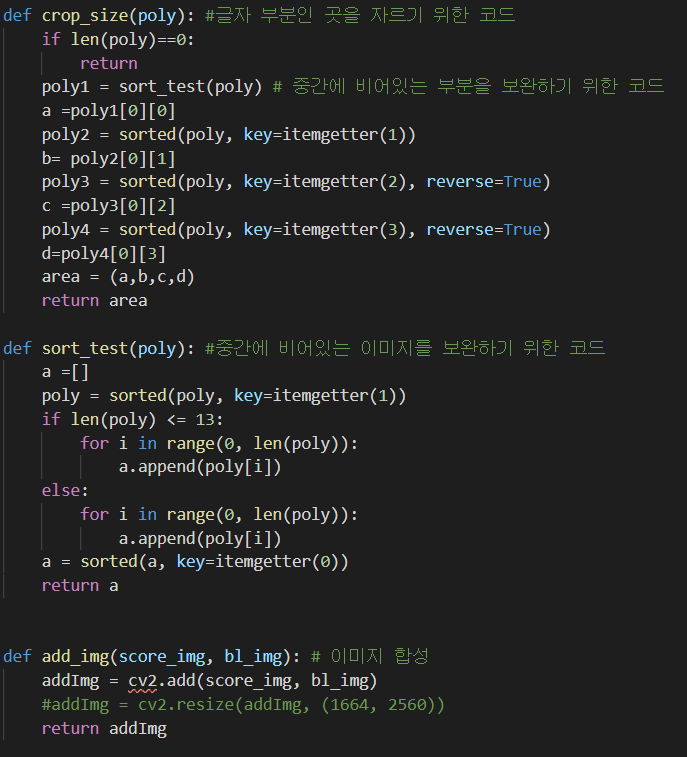 def crop_size(poly): #글자 부분인 곳을 자르기 위한 코드
    if len(poly)==0:
        return
    poly1 = sort_test(poly) # 중간에 비어있는 부분을 보완하기 위한 코드
    a =poly1[0][0]
    poly2 = sorted(poly, key=itemgetter(1))
    b= poly2[0][1]
    poly3 = sorted(poly, key=itemgetter(2), reverse=True)
    c =poly3[0][2]
    poly4 = sorted(poly, key=itemgetter(3), reverse=True)
    d=poly4[0][3]
    area = (a,b,c,d)
    return area

def sort_test(poly): #중간에 비어있는 이미지를 보완하기 위한 코드
    a =[]
    poly = sorted(poly, key=itemgetter(1))
    if len(poly) <= 13:
        for i in range(0, len(poly)):
            a.append(poly[i])
    else:
        for i in range(0, len(poly)):
            a.append(poly[i])
    a = sorted(a, key=itemgetter(0))
    return a

def add_img(score_img, bl_img): # 이미지 합성
    addImg = cv2.add(score_img, bl_img)
    #addImg = cv2.resize(addImg, (1664, 2560))
    return addImg